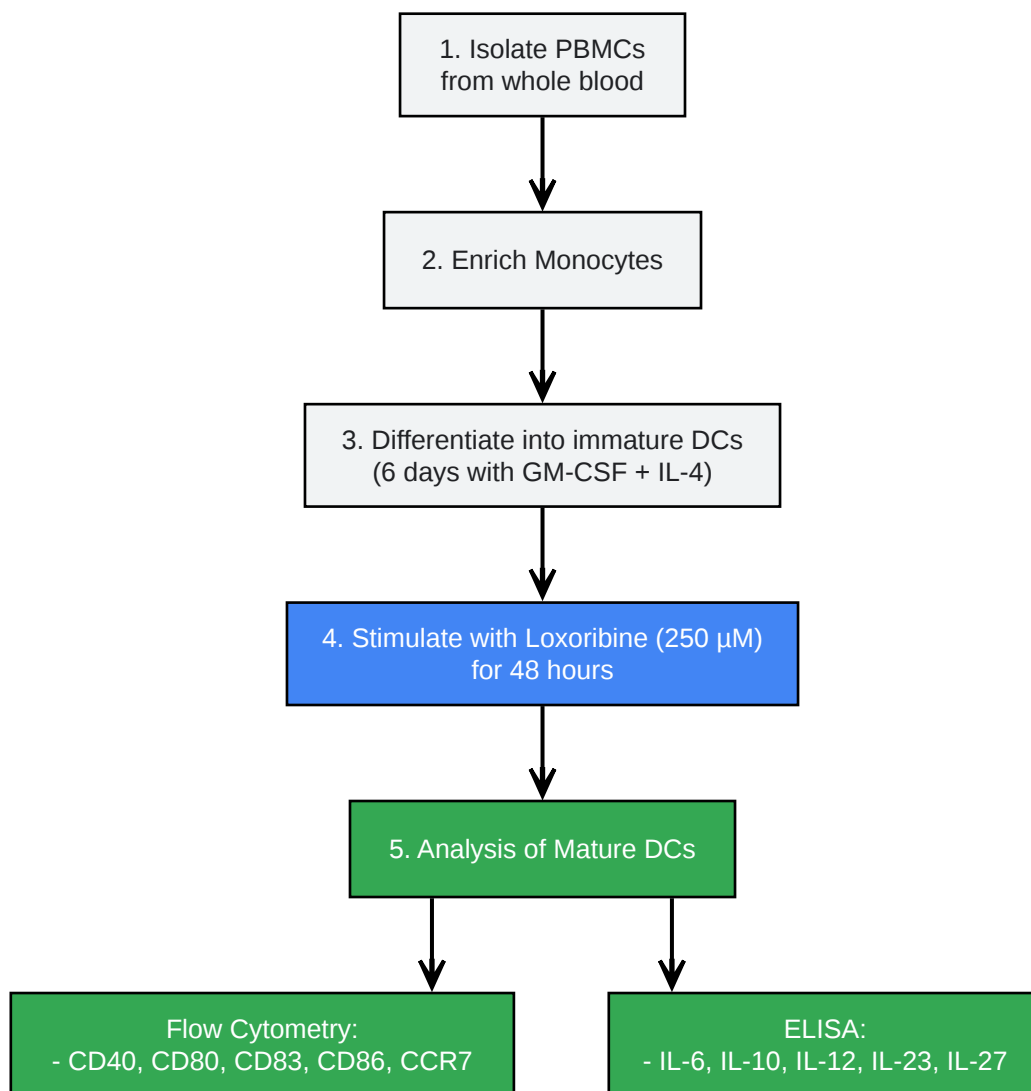 1. Isolate PBMCs
from whole blood
2. Enrich Monocytes
3. Differentiate into immature DCs
(6 days with GM-CSF + IL-4)
4. Stimulate with Loxoribine (250 µM)
for 48 hours
5. Analysis of Mature DCs
Flow Cytometry:
- CD40, CD80, CD83, CD86, CCR7
ELISA:
- IL-6, IL-10, IL-12, IL-23, IL-27